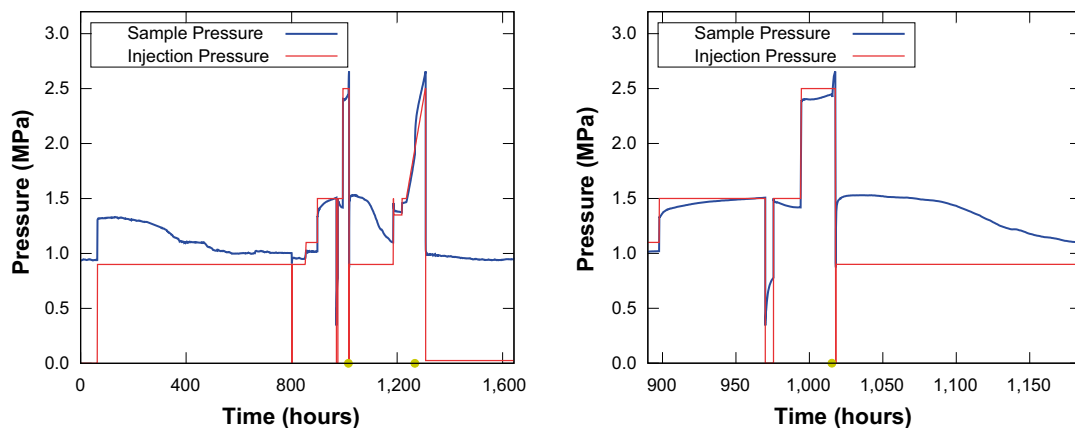 3.0
2.5
2.0
1.5
1.0
0.5
0.0
Pressure (MPa)
Sample Pressure
Injection Pressure
0 400 800 1,200 1,600
Time (hours)
3.0
2.5
2.0
1.5
1.0
0.5
0.0
Pressure (MPa)
Sample Pressure
Injection Pressure
900 950 1,000 1,050 1,100 1,150
Time (hours)